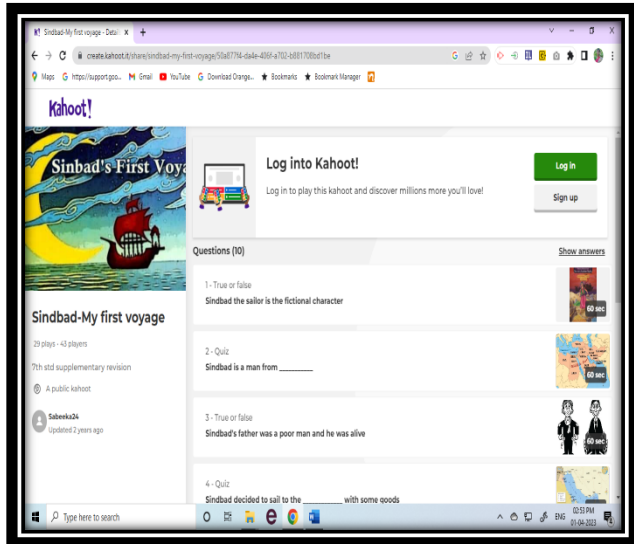 Sindbad-My first voyage - Detail
create.kahoot.it/share/sindbad-my-first-voyage/50a877f4-da4e-406f-a702-b881708bd1be
Maps
https://support.goo...
Gmail
YouTube
Download Orange...
Bookmarks
Bookmark Manager
Kahoot!
Sinbad's First Voya
Log into Kahoot!
Log in to play this kahoot and discover millions more you'll love!
Log in
Sign up
Sindbad-My first voyage
29 plays · 43 players
7th std supplementary revision
A public kahoot
Sabeeka24
Updated 2 years ago
Questions (10)
Show answers
1 - True or false
Sindbad the sailor is the fictional character
60 sec
2 - Quiz
Sindbad is a man from ________
60 sec
3 - True or false
Sindbad's father was a poor man and he was alive
60 sec
4 - Quiz
Sindbad decided to sail to the __________ with some goods
Type here to search
ENG
02:53 PM
01-04-2023